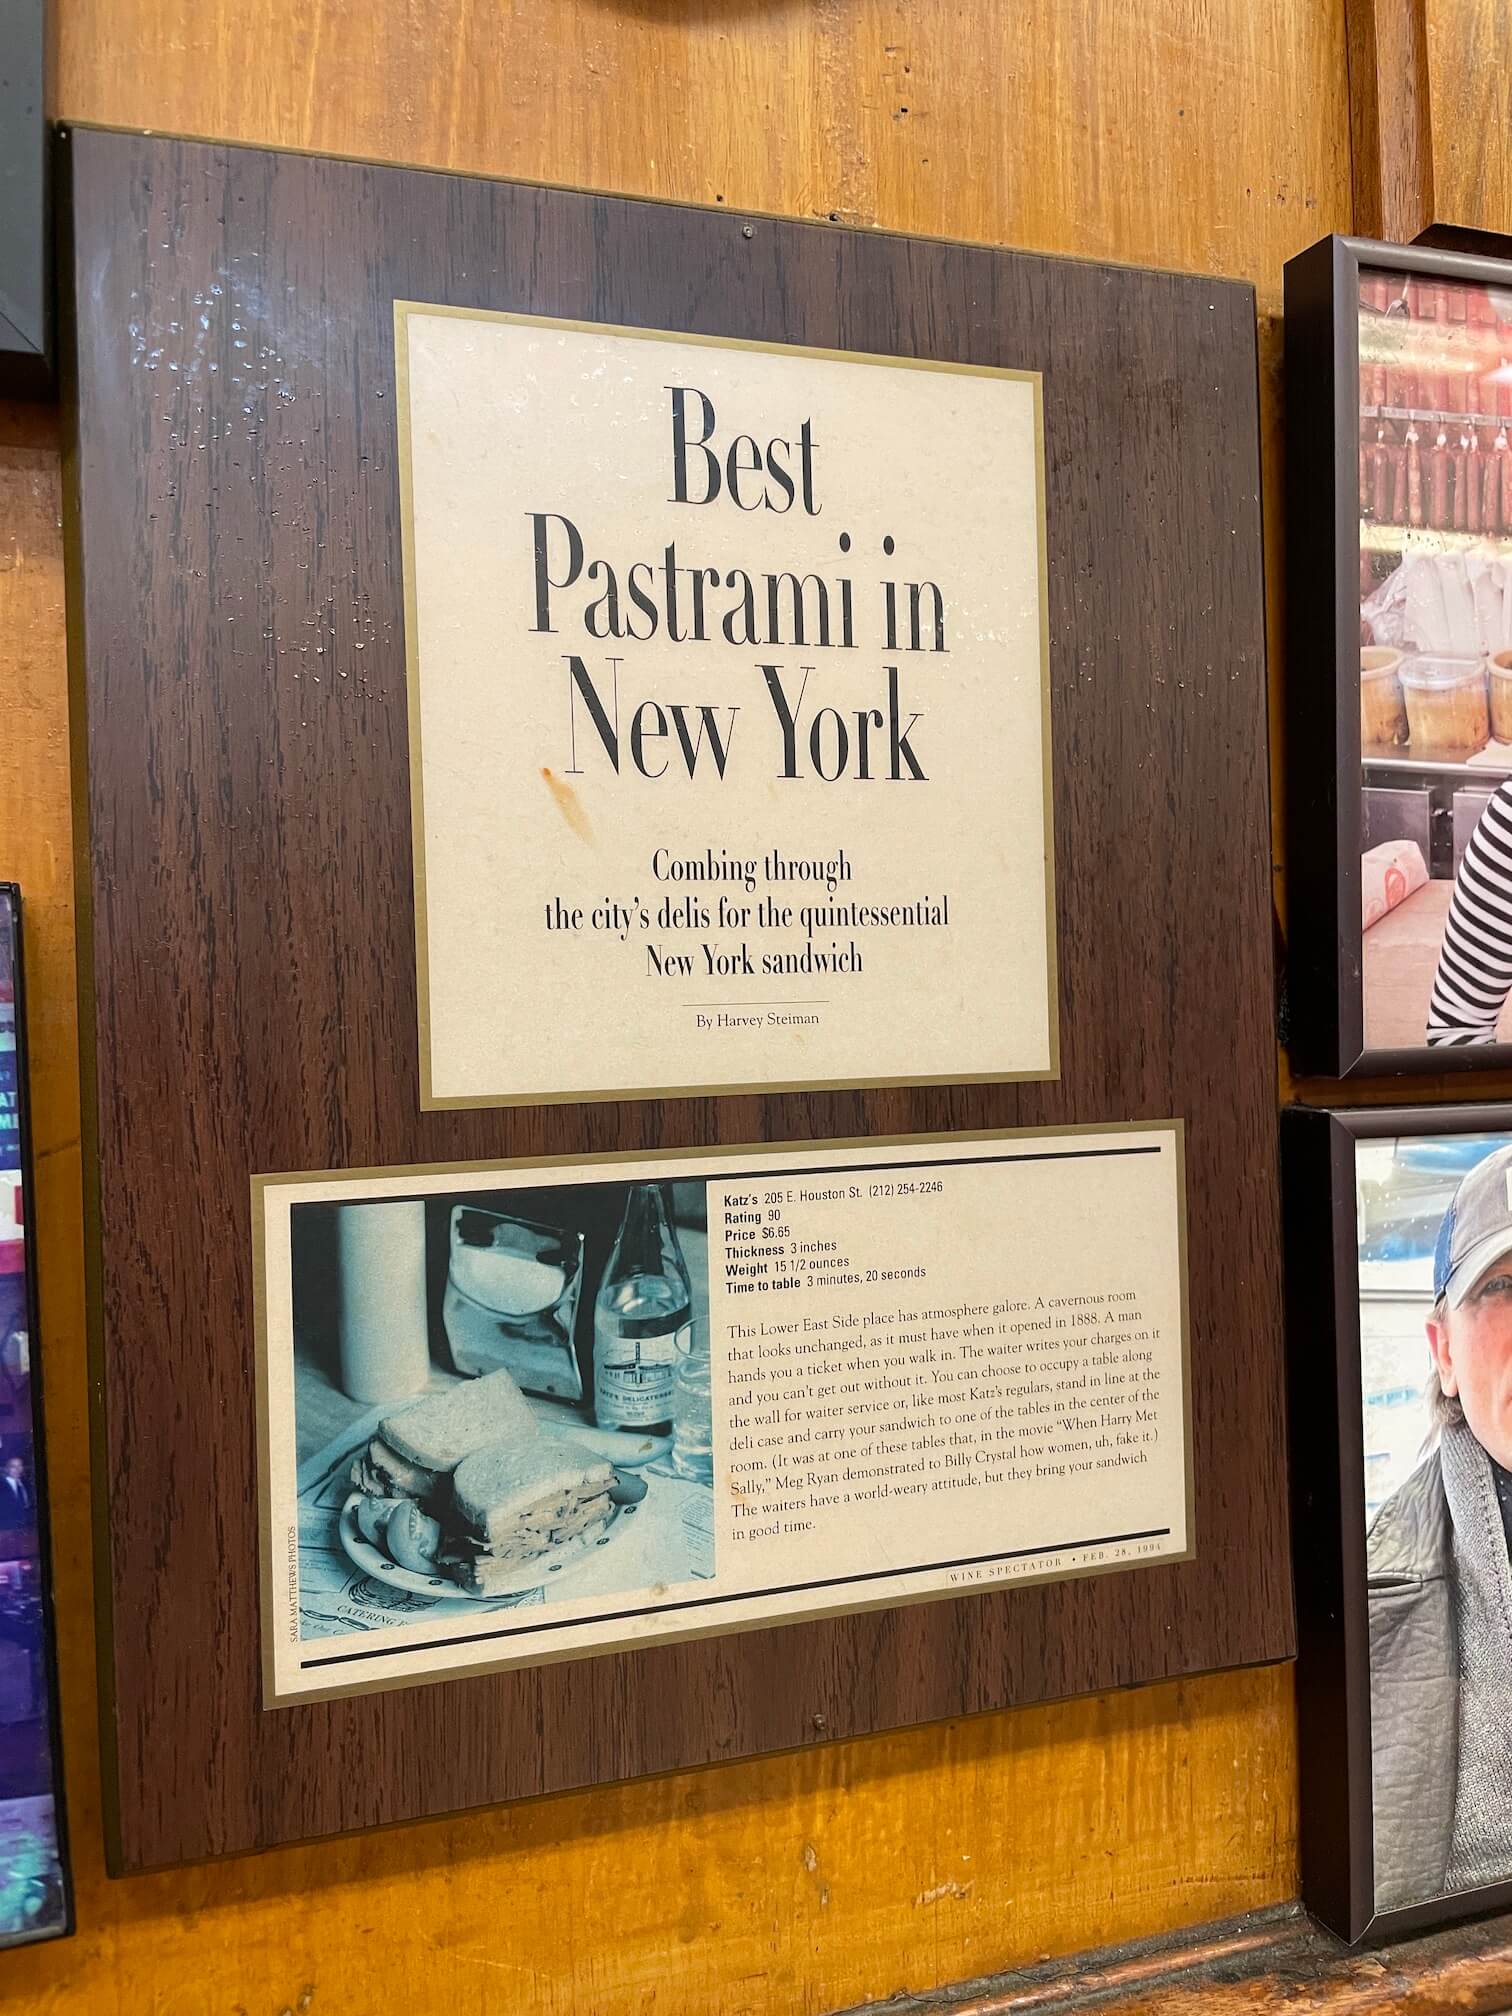 Best
Pastrami in
New York
Combing through
the city's delis for the quintessential
New York sandwich
By Harvey Steiman
Katz's 205 E. Houston St. (212) 254-2246
Rating 90
Price $6.65
Thickness 3 inches
Weight 15 1/2 ounces
Time to table 3 minutes, 20 seconds
This Lower East Side place has atmosphere galore. A cavernous room
that looks unchanged, as it must have when it opened in 1888. A man
hands you a ticket when you walk in. The waiter writes your charges on it
and you can't get out without it. You can choose to occupy a table along
the wall for waiter service or, like most Katz's regulars, stand in line at the
deli case and carry your sandwich to one of the tables in the center of the
room. (It was at one of these tables that, in the movie "When Harry Met
Sally," Meg Ryan demonstrated to Billy Crystal how women, uh, fake it.)
The waiters have a world-weary attitude, but they bring your sandwich
in good time.
WINE SPECTATOR • FEB. 28, 1994
SARA MATTHEWS PHOTOS
KATZ'S DELICATESSEN
CATERING